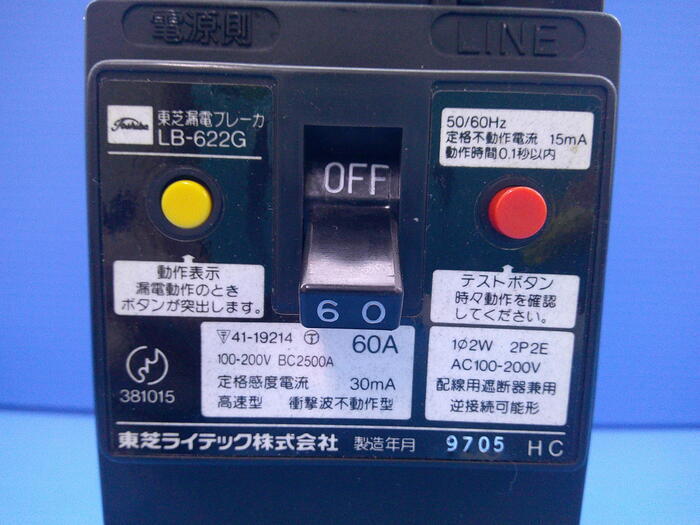 電源側
LINE
Toshiba
東芝漏電ブレーカ
LB-622G
50/60Hz
定格不動作電流 15mA
動作時間0.1秒以内
OFF
動作表示
漏電動作のとき
ボタンが突出します。
テストボタン
時々動作を確認
してください。
60
41-19214 T 60A
100-200V BC2500A
定格感度電流 30mA
高速型 衝撃波不動作型
1φ2W 2P2E
AC100-200V
配線用遮断器兼用
逆接続可能形
381015
東芝ライテック株式会社 製造年月 9705 HC